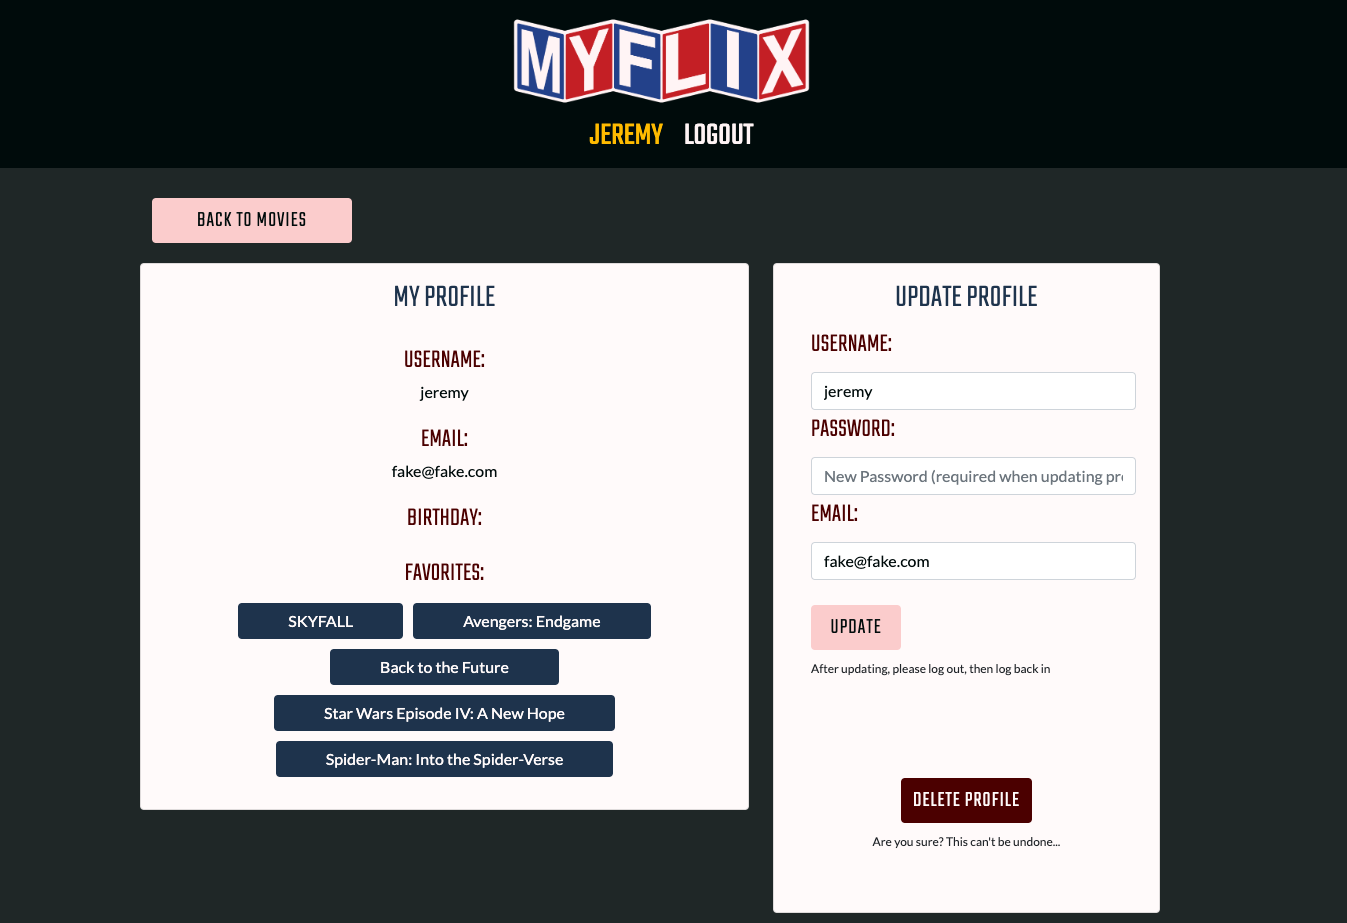 MYFLIX
JEREMY LOGOUT
BACK TO MOVIES
MY PROFILE
USERNAME:
jeremy
EMAIL:
fake@fake.com
BIRTHDAY:
FAVORITES:
SKYFALL Avengers: Endgame
Back to the Future
Star Wars Episode IV: A New Hope
Spider-Man: Into the Spider-Verse
UPDATE PROFILE
USERNAME:
jeremy
PASSWORD:
New Password (required when updating pr
EMAIL:
fake@fake.com
UPDATE
After updating, please log out, then log back in
DELETE PROFILE
Are you sure? This can't be undone...